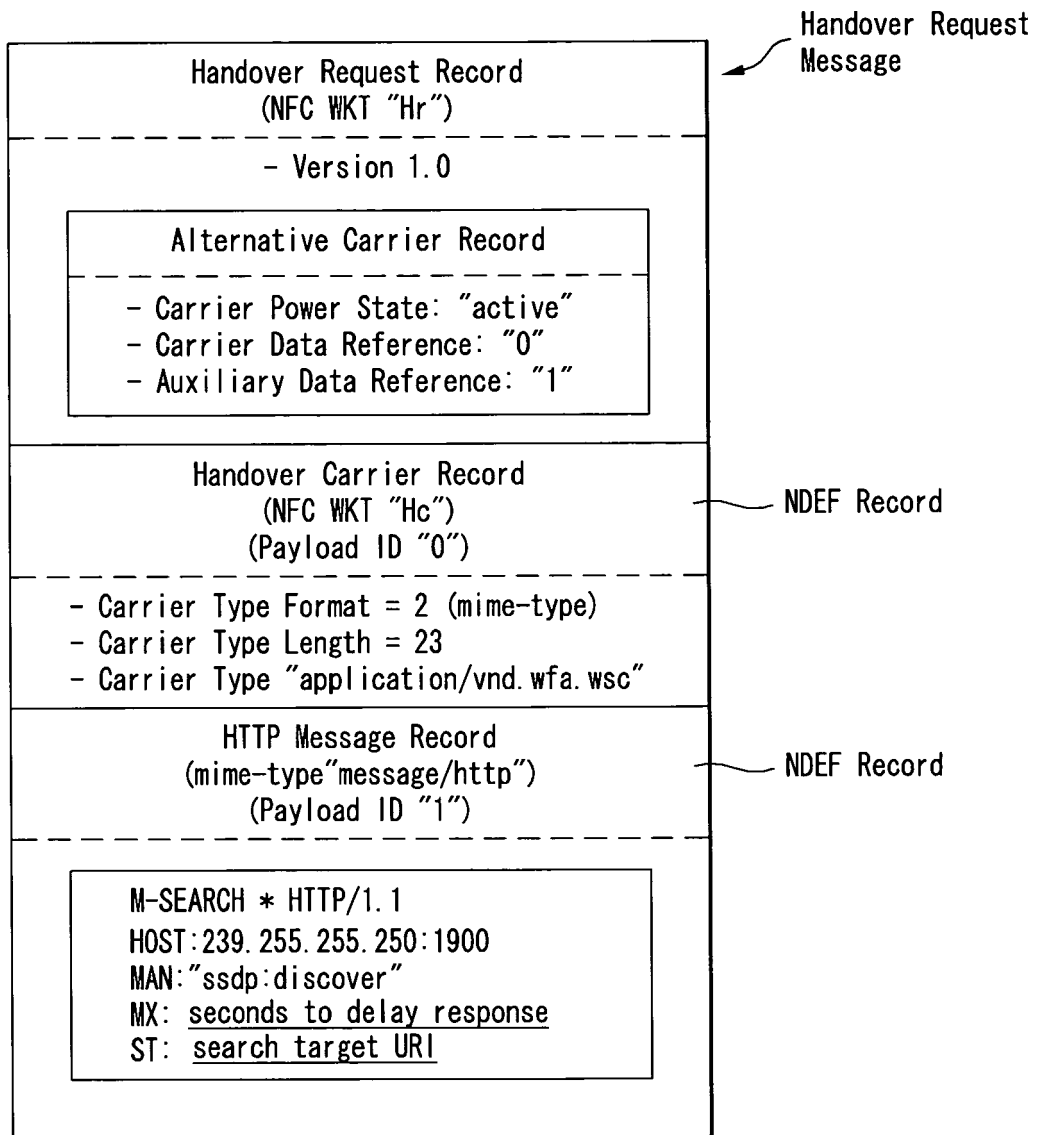 Handover Request
Message
Handover Request Record
(NFC WKT "Hr")
- Version 1.0
Alternative Carrier Record
- Carrier Power State: "active"
- Carrier Data Reference: "0"
- Auxiliary Data Reference: "1"
Handover Carrier Record
(NFC WKT "Hc")
(Payload ID "0")
NDEF Record
- Carrier Type Format = 2 (mime-type)
- Carrier Type Length = 23
- Carrier Type "application/vnd.wfa.wsc"
HTTP Message Record
(mime-type"message/http")
(Payload ID "1")
NDEF Record
M-SEARCH * HTTP/1.1
HOST:239.255.255.250:1900
MAN:"ssdp:discover"
MX: seconds to delay response
ST: search target URI